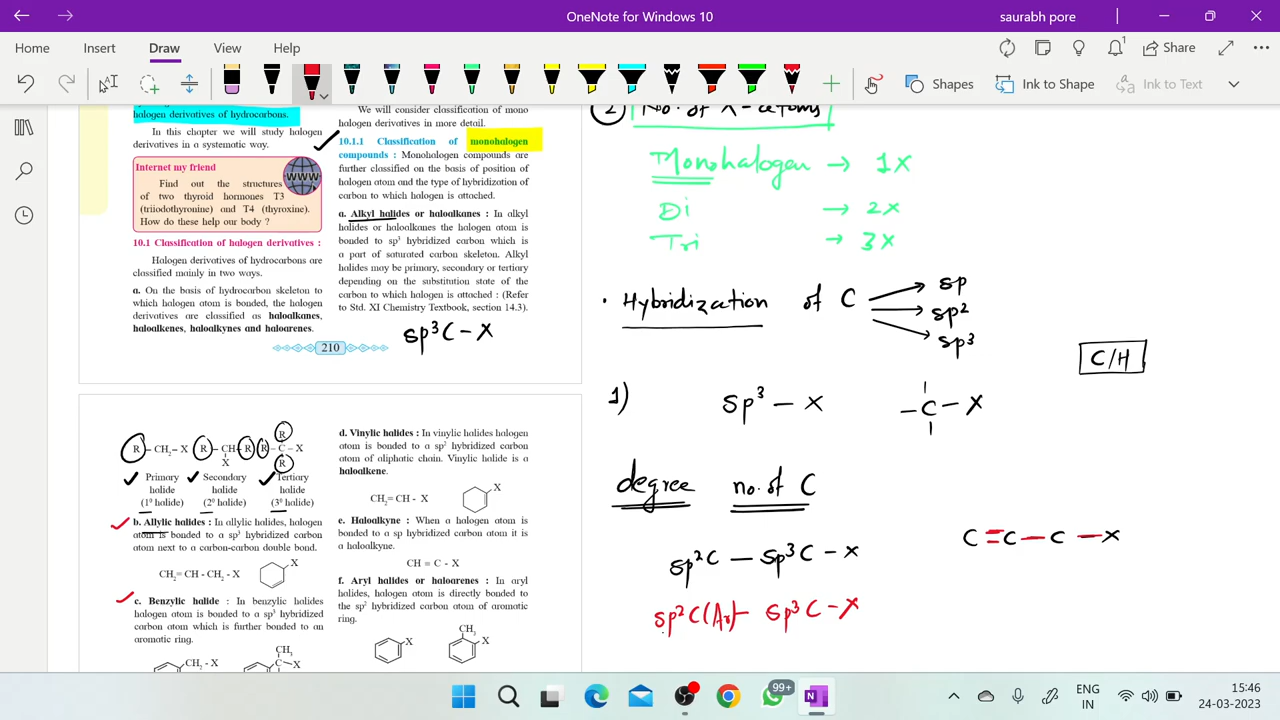 OneNote for Windows 10
saurabh pore
Home Insert Draw View Help
Share
Shapes
Ink to Shape
Ink to Text
halogen derivatives of hydrocarbons.
In this chapter we will study halogen
derivatives in a systematic way.
Internet my friend
WWW
Find out the structures
of two thyroid hormones T3
(triiodothyronine) and T4 (thyroxine).
How do these help our body ?
10.1 Classification of halogen derivatives :
Halogen derivatives of hydrocarbons are
classified mainly in two ways.
a. On the basis of hydrocarbon skeleton to
which halogen atom is bonded, the halogen
derivatives are classified as haloalkanes,
haloalkenes, haloalkynes and haloarenes.
We will consider classification of mono
halogen derivatives in more detail.
10.1.1 Classification of monohalogen
compounds : Monohalogen compounds are
further classified on the basis of position of
halogen atom and the type of hybridization of
carbon to which halogen is attached.
a. Alkyl halides or haloalkanes : In alkyl
halides or haloalkanes the halogen atom is
bonded to sp³ hybridized carbon which is
a part of saturated carbon skeleton. Alkyl
halides may be primary, secondary or tertiary
depending on the substitution state of the
carbon to which halogen is attached : (Refer
to Std. XI Chemistry Textbook, section 14.3).
sp³C - X
210
R
R - CH₂ - X R - CH - R R - C - X
X R
Primary Secondary Tertiary
halide halide halide
(1⁰ halide) (2⁰ halide) (3⁰ halide)
b. Allylic halides : In allylic halides, halogen
atom is bonded to a sp³ hybridized carbon
atom next to a carbon-carbon double bond.
CH₂= CH - CH₂ - X
X
c. Benzylic halide : In benzylic halides
halogen atom is bonded to a sp³ hybridized
carbon atom which is further bonded to an
aromatic ring.
CH₂ - X
CH₃
C-X
d. Vinylic halides : In vinylic halides halogen
atom is bonded to a sp² hybridized carbon
atom of aliphatic chain. Vinylic halide is a
haloalkene.
CH₂= CH - X
X
e. Haloalkyne : When a halogen atom is
bonded to a sp hybridized carbon atom it is
a haloalkyne.
CH ≡ C - X
f. Aryl halides or haloarenes : In aryl
halides, halogen atom is directly bonded to
the sp² hybridized carbon atom of aromatic
ring.
X
CH₃
X
② No. of X-atoms
Monohalogen → 1X
Di → 2X
Tri → 3X
• Hybridization of C
sp
sp²
sp³
C/H
1) sp³ - X
- C - X
degree no. of C
sp²C - sp³C - X
C = C - C - X
sp²C(Ar) - sp³C - X
99+
ENG
IN
15:46
24-03-2023